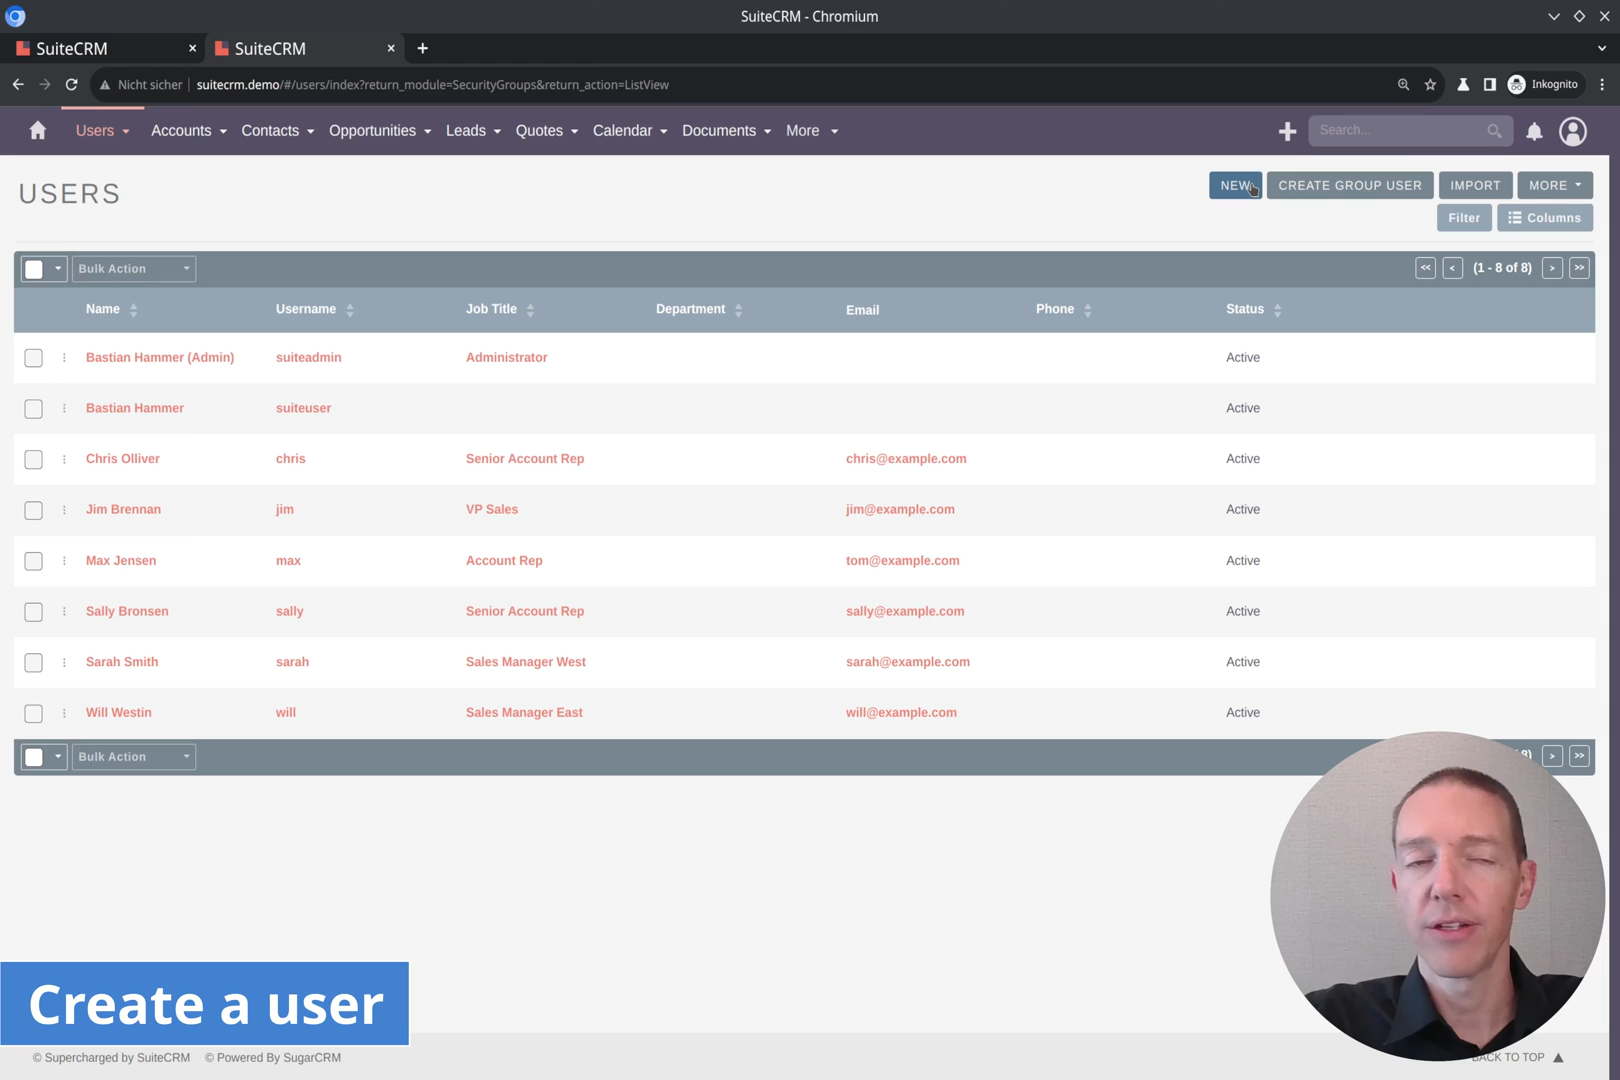 SuiteCRM - Chromium
SuiteCRM
SuiteCRM
Nicht sicher
suitecrm.demo/#/users/index?return_module=SecurityGroups&return_action=ListView
Inkognito
Users
Accounts
Contacts
Opportunities
Leads
Quotes
Calendar
Documents
More
Search...
USERS
NEW
CREATE GROUP USER
IMPORT
MORE
Filter
Columns
Bulk Action
<<
<
(1 - 8 of 8)
>
>>
Name
Username
Job Title
Department
Email
Phone
Status
Bastian Hammer (Admin)
suiteadmin
Administrator
Active
Bastian Hammer
suiteuser
Active
Chris Olliver
chris
Senior Account Rep
chris@example.com
Active
Jim Brennan
jim
VP Sales
jim@example.com
Active
Max Jensen
max
Account Rep
tom@example.com
Active
Sally Bronsen
sally
Senior Account Rep
sally@example.com
Active
Sarah Smith
sarah
Sales Manager West
sarah@example.com
Active
Will Westin
will
Sales Manager East
will@example.com
Active
Bulk Action
8)
>
>>
Create a user
© Supercharged by SuiteCRM
© Powered By SugarCRM
BACK TO TOP